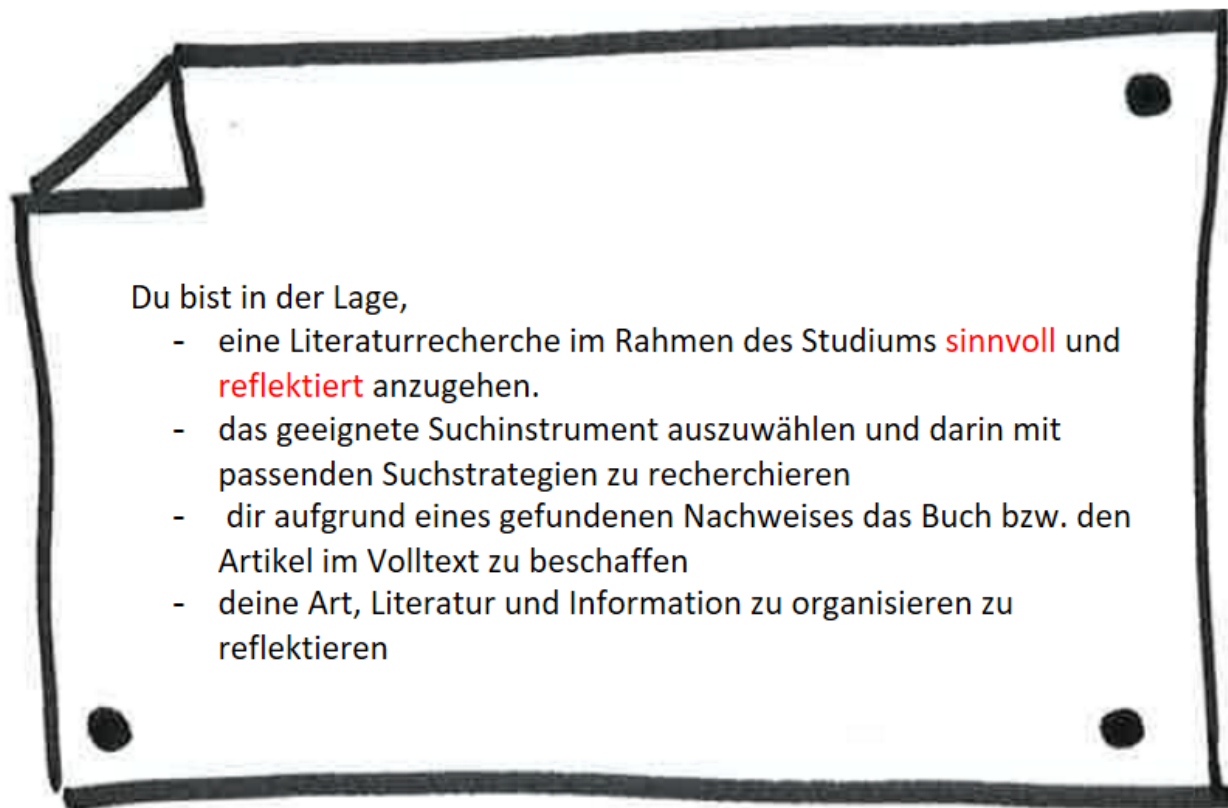 Du bist in der Lage,
- eine Literaturrecherche im Rahmen des Studiums sinnvoll und
reflektiert anzugehen.
- das geeignete Suchinstrument auszuwählen und darin mit
passenden Suchstrategien zu recherchieren
- dir aufgrund eines gefundenen Nachweises das Buch bzw. den
Artikel im Volltext zu beschaffen
- deine Art, Literatur und Information zu organisieren zu
reflektieren